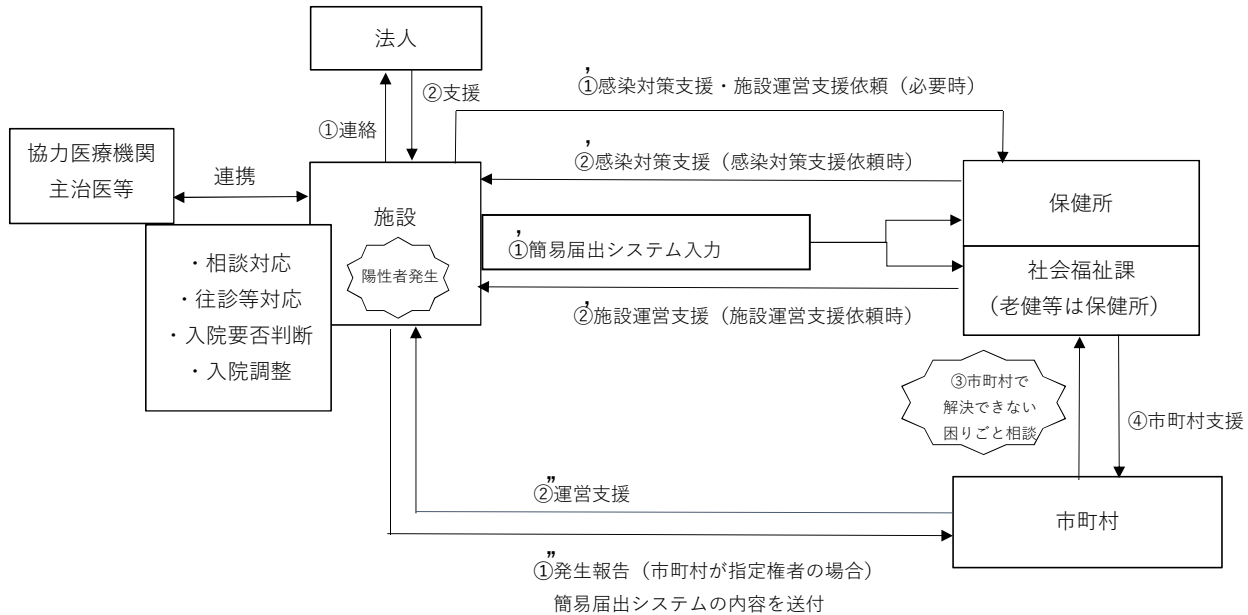 法人
②支援
①連絡
①’感染対策支援・施設運営支援依頼（必要時）
協力医療機関
主治医等
連携
②’感染対策支援（感染対策支援依頼時）
施設
陽性者発生
①’簡易届出システム入力
保健所
社会福祉課
（老健等は保健所）
・相談対応
・往診等対応
・入院要否判断
・入院調整
②’施設運営支援（施設運営支援依頼時）
③市町村で
解決できない
困りごと相談
④市町村支援
②”運営支援
市町村
①”発生報告（市町村が指定権者の場合）
簡易届出システムの内容を送付